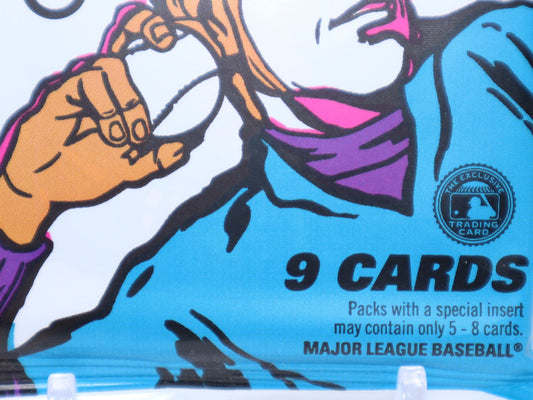 THE EXCLUSIVE
TRADING
CARD
9 CARDS
Packs with a special insert
may contain only 5 - 8 cards.
MAJOR LEAGUE BASEBALL®